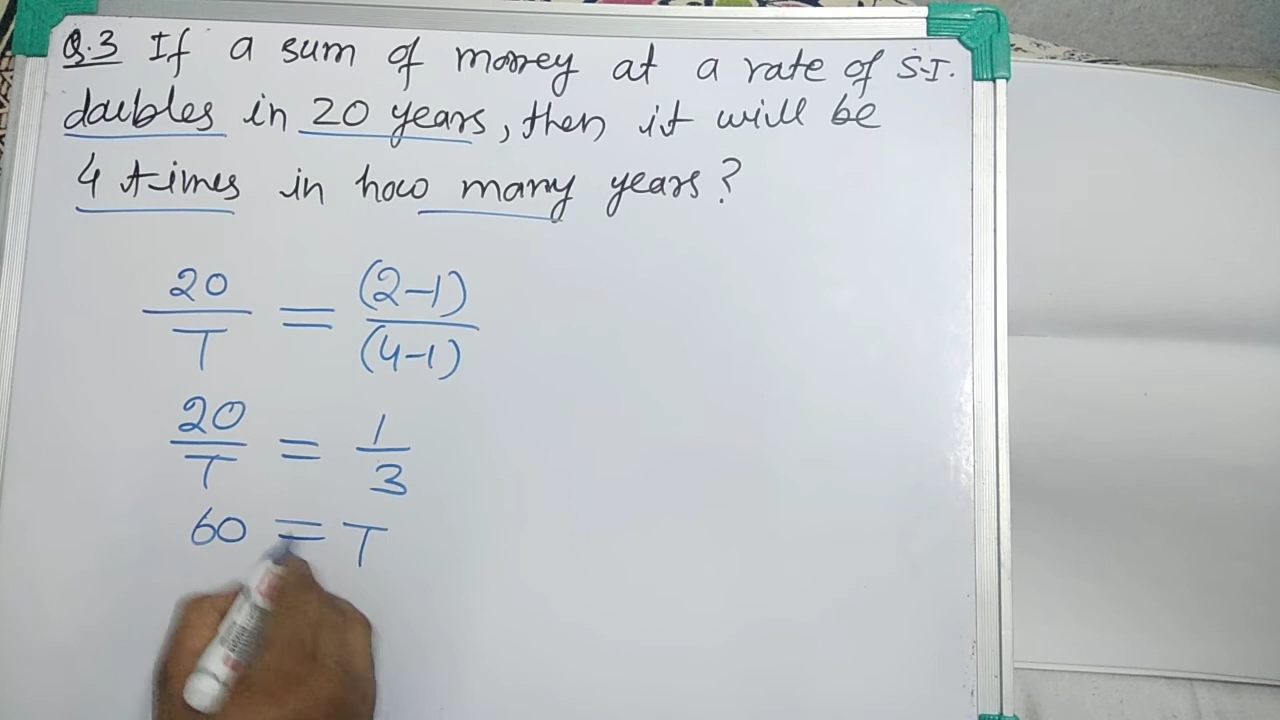 Q.3 If a sum of money at a rate of S.I.
doubles in 20 years, then it will be
4 times in how many years?
20/T = (2-1)/(4-1)
20/T = 1/3
60 = T